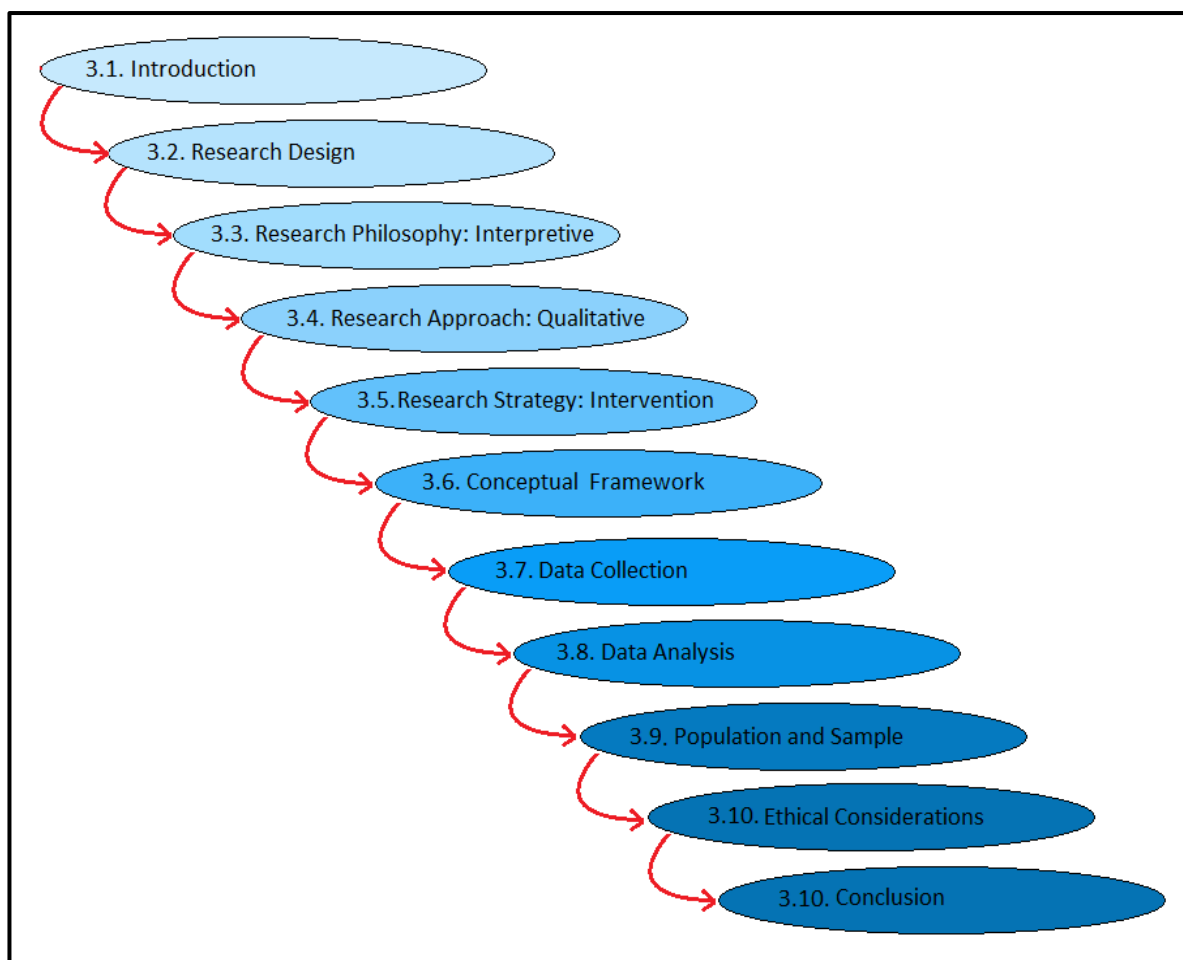 3.1. Introduction
3.2. Research Design
3.3. Research Philosophy: Interpretive
3.4. Research Approach: Qualitative
3.5.Research Strategy: Intervention
3.6. Conceptual Framework
3.7. Data Collection
3.8. Data Analysis
3.9. Population and Sample
3.10. Ethical Considerations
3.10. Conclusion